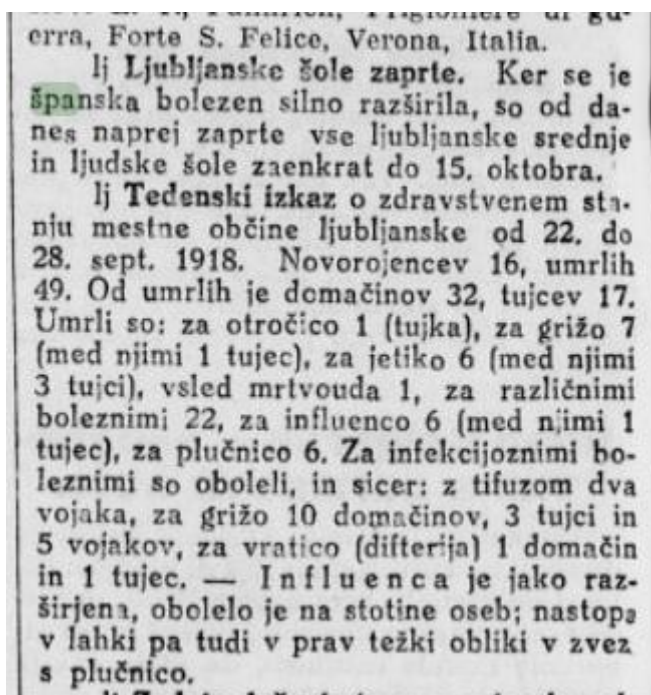 erra, Forte S. Felice, Verona, Italia.
lj Ljubljanske šole zaprte. Ker se je
španska bolezen silno razširila, so od da-
nes naprej zaprte vse ljubljanske srednje
in ljudske šole zaenkrat do 15. oktobra.
lj Tedenski izkaz o zdravstvenem sta-
nju mestne občine ljubljanske od 22. do
28. sept. 1918. Novorojencev 16, umrlih
49. Od umrlih je domačinov 32, tujcev 17.
Umrli so: za otročico 1 (tujka), za grižo 7
(med njimi 1 tujec), za jetiko 6 (med njimi
3 tujci), vsled mrtvouda 1, za različnimi
boleznimi 22, za influenco 6 (med njimi 1
tujec), za plučnico 6. Za infekcijoznimi bo-
leznimi so oboleli, in sicer: z tifuzom dva
vojaka, za grižo 10 domačinov, 3 tujci in
5 vojakov, za vratico (difterija) 1 domačin
in 1 tujec. — Influenca je jako raz-
širjena, obolelo je na stotine oseb; nastopa
v lahki pa tudi v prav težki obliki v zvez
s plučnico.